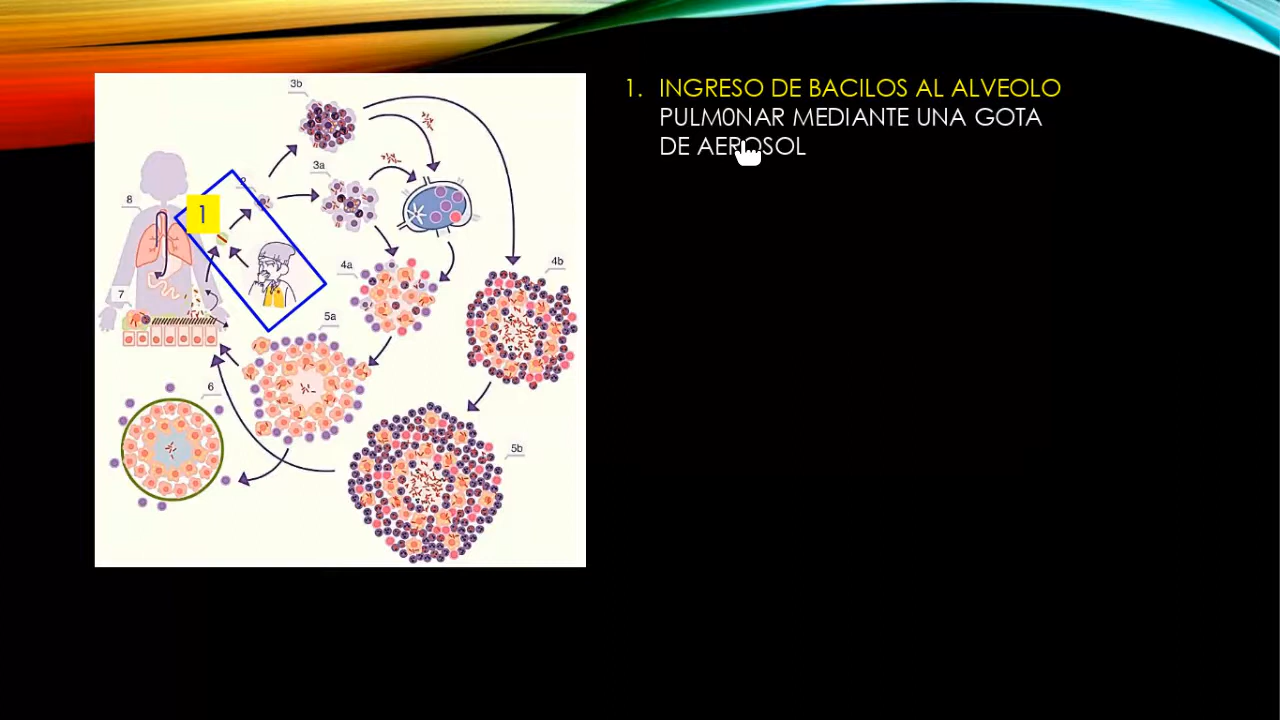 1. INGRESO DE BACILOS AL ALVEOLO
PULM0NAR MEDIANTE UNA GOTA
DE AEROSOL
3b
3a
2
8
1
4a
4b
7
5a
6
5b